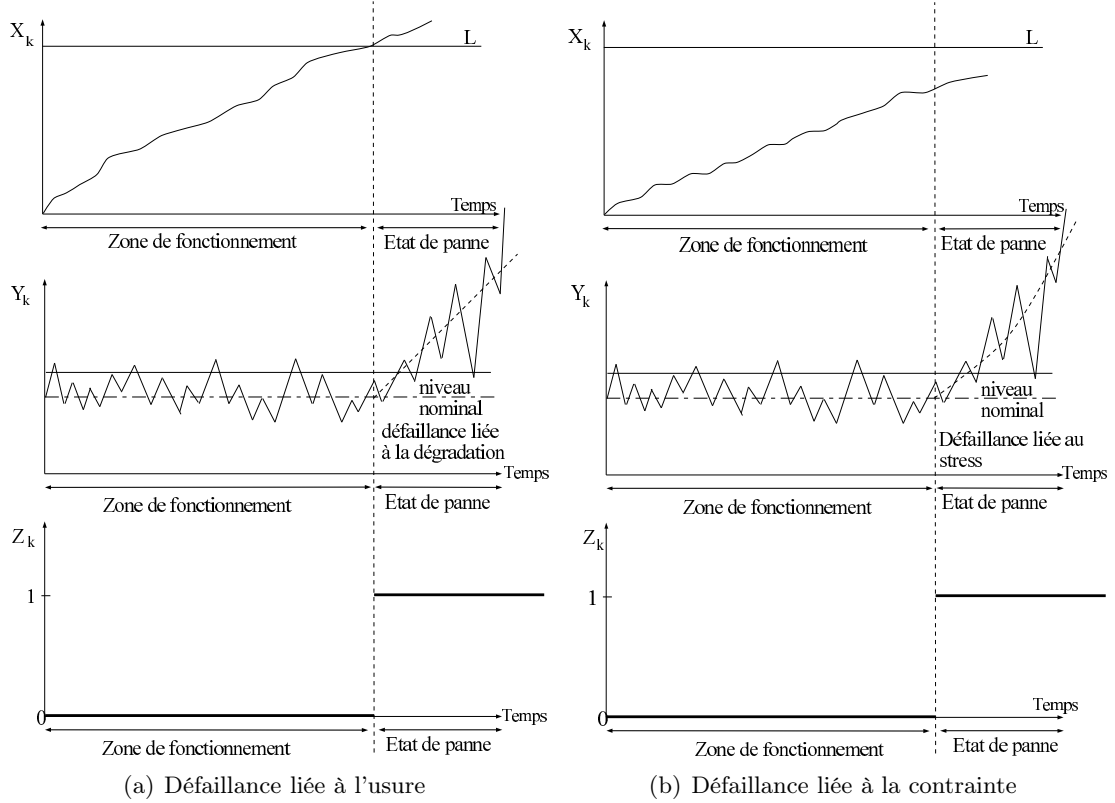 X_k
L
Temps
Zone de fonctionnement
Etat de panne
Y_k
niveau
nominal
défaillance liée
à la dégradation
Temps
Zone de fonctionnement
Etat de panne
Z_k
1
0
Temps
Zone de fonctionnement
Etat de panne
(a) Défaillance liée à l'usure
X_k
L
Temps
Zone de fonctionnement
Etat de panne
Y_k
niveau
nominal
Défaillance liée au
stress
Temps
Zone de fonctionnement
Etat de panne
Z_k
1
0
Temps
Zone de fonctionnement
Etat de panne
(b) Défaillance liée à la contrainte